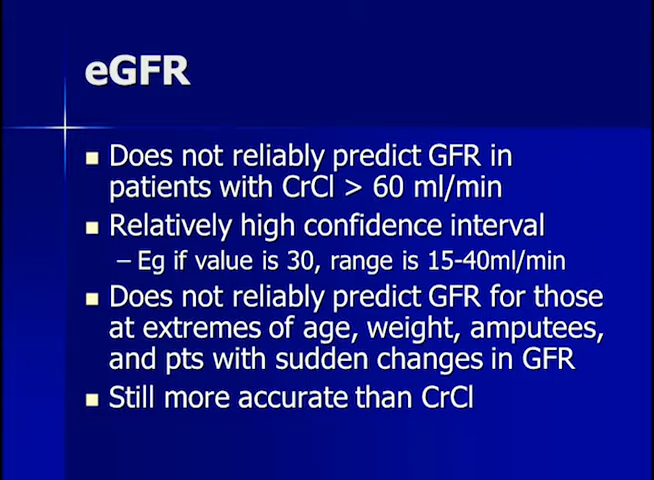 eGFR
Does not reliably predict GFR in
patients with CrCl > 60 ml/min
Relatively high confidence interval
– Eg if value is 30, range is 15-40ml/min
Does not reliably predict GFR for those
at extremes of age, weight, amputees,
and pts with sudden changes in GFR
Still more accurate than CrCl